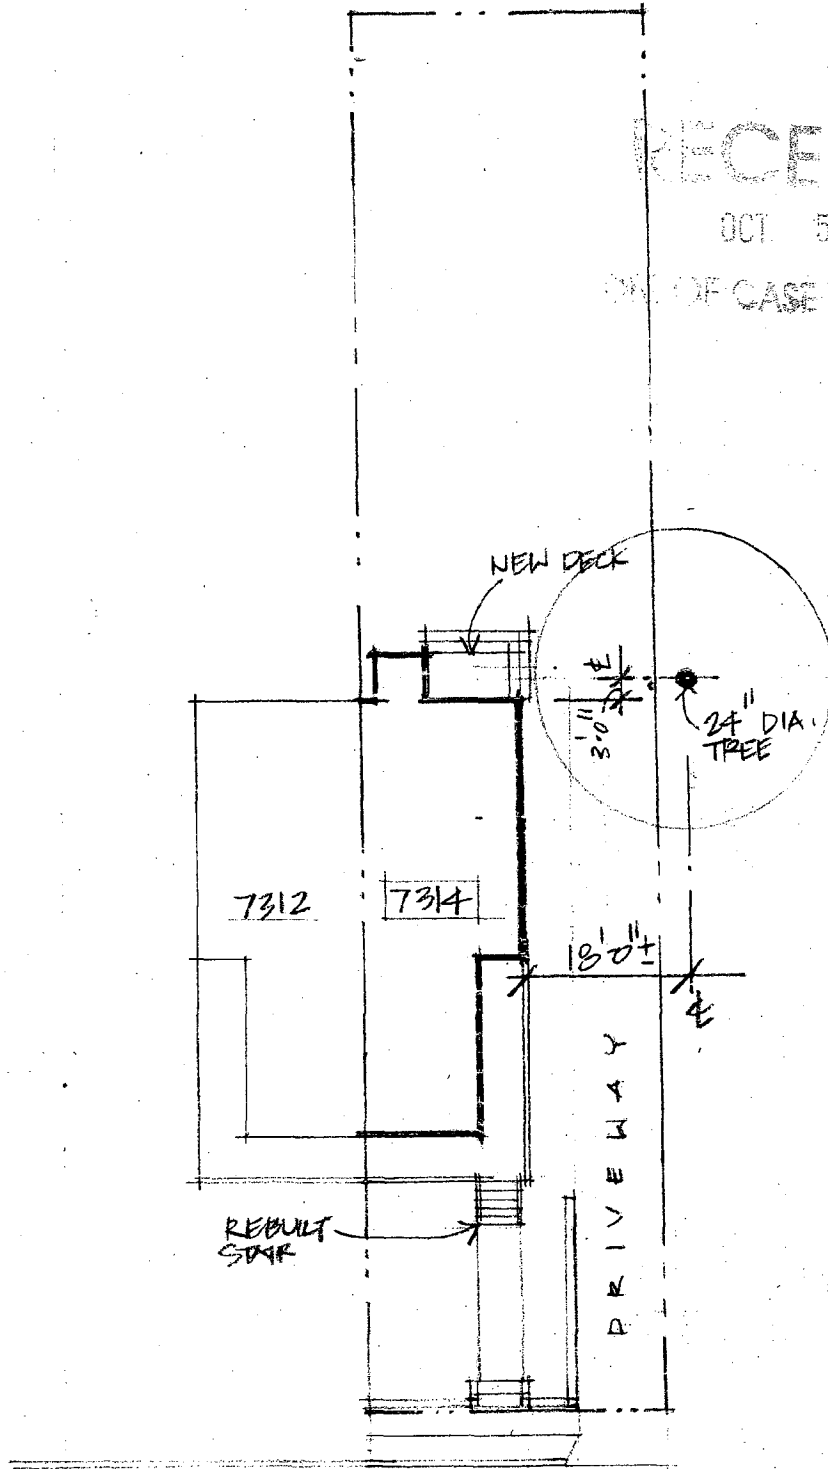 RECE
OCT. 5
OF CASE
NEW DECK
℄
3'0"
24" DIA.
TREE
7312
7314
18'0"±
℄
DRIVEWAY
REBUILT
STAIR